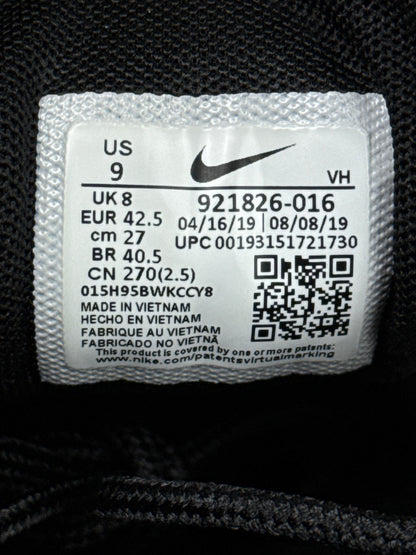 US
9
VH
UK 8
EUR 42.5
cm 27
BR 40.5
CN 270(2.5)
921826-016
04/16/19 | 08/08/19
UPC 00193151721730
015H95BWKCCY8
MADE IN VIETNAM
HECHO EN VIETNAM
FABRIQUE AU VIETNAM
FABRICADO NO VIETNÃ
This product is covered by one or more patents:
www.nike.com/patentsvirtualmarking